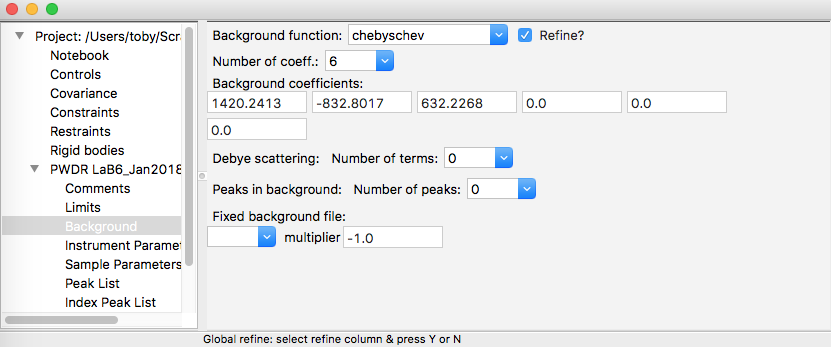 Project: /Users/toby/Scra
Notebook
Controls
Covariance
Constraints
Restraints
Rigid bodies
PWDR LaB6_Jan2018
Comments
Limits
Background
Instrument Paramet
Sample Parameters
Peak List
Index Peak List
Background function: chebyschev Refine?
Number of coeff.: 6
Background coefficients:
1420.2413 -832.8017 632.2268 0.0 0.0
0.0
Debye scattering: Number of terms: 0
Peaks in background: Number of peaks: 0
Fixed background file:
multiplier -1.0
Global refine: select refine column & press Y or N